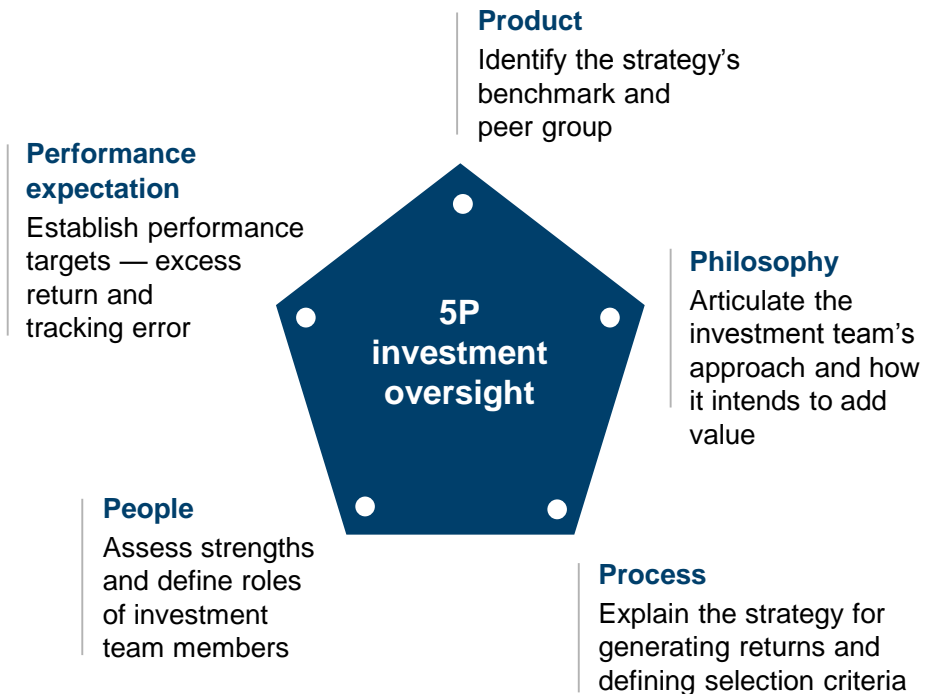 Product
Identify the strategy's
benchmark and
peer group
Performance
expectation
Establish performance
targets — excess
return and
tracking error
Philosophy
Articulate the
investment team's
approach and how
it intends to add
value
5P
investment
oversight
People
Assess strengths
and define roles
of investment
team members
Process
Explain the strategy for
generating returns and
defining selection criteria